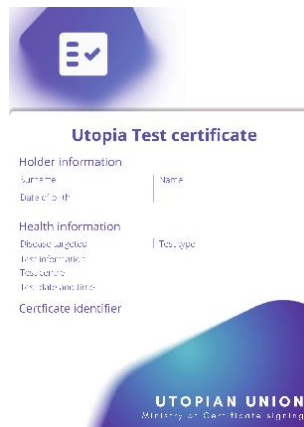 Utopia Test certificate
Holder information
Surname Name
Date of birth
Health information
Disease targeted Test type
Test information
Test centre
Test date and time
Certficate identifier
UTOPIAN UNION
Ministry of Certificate signing